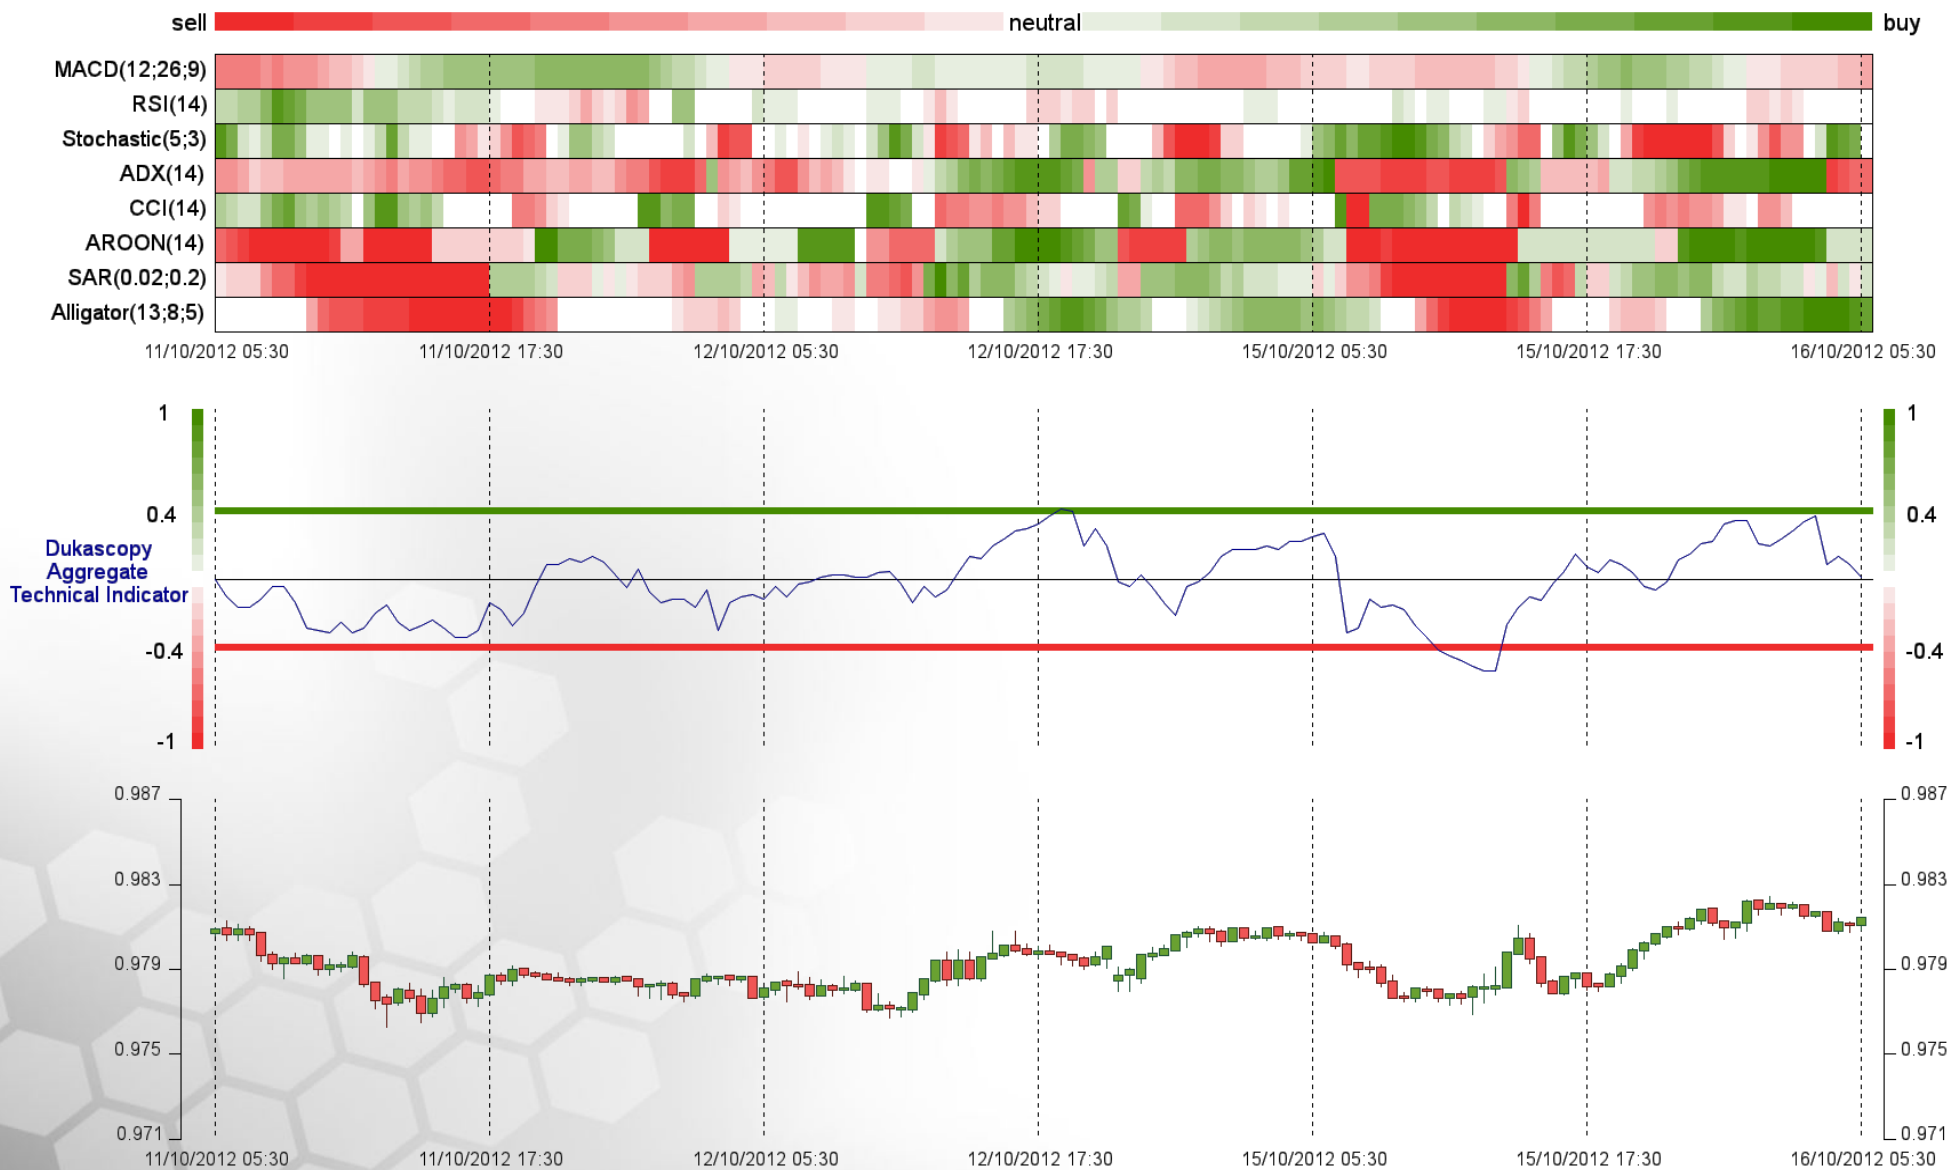 sell neutral buy
MACD(12;26;9)
RSI(14)
Stochastic(5;3)
ADX(14)
CCI(14)
AROON(14)
SAR(0.02;0.2)
Alligator(13;8;5)
11/10/2012 05:30 11/10/2012 17:30 12/10/2012 05:30 12/10/2012 17:30 15/10/2012 05:30 15/10/2012 17:30 16/10/2012 05:30
1 1
0.4 0.4
Dukascopy
Aggregate
Technical Indicator
-0.4 -0.4
-1 -1
0.987 0.987
0.983 0.983
0.979 0.979
0.975 0.975
0.971 0.971
11/10/2012 05:30 11/10/2012 17:30 12/10/2012 05:30 12/10/2012 17:30 15/10/2012 05:30 15/10/2012 17:30 16/10/2012 05:30